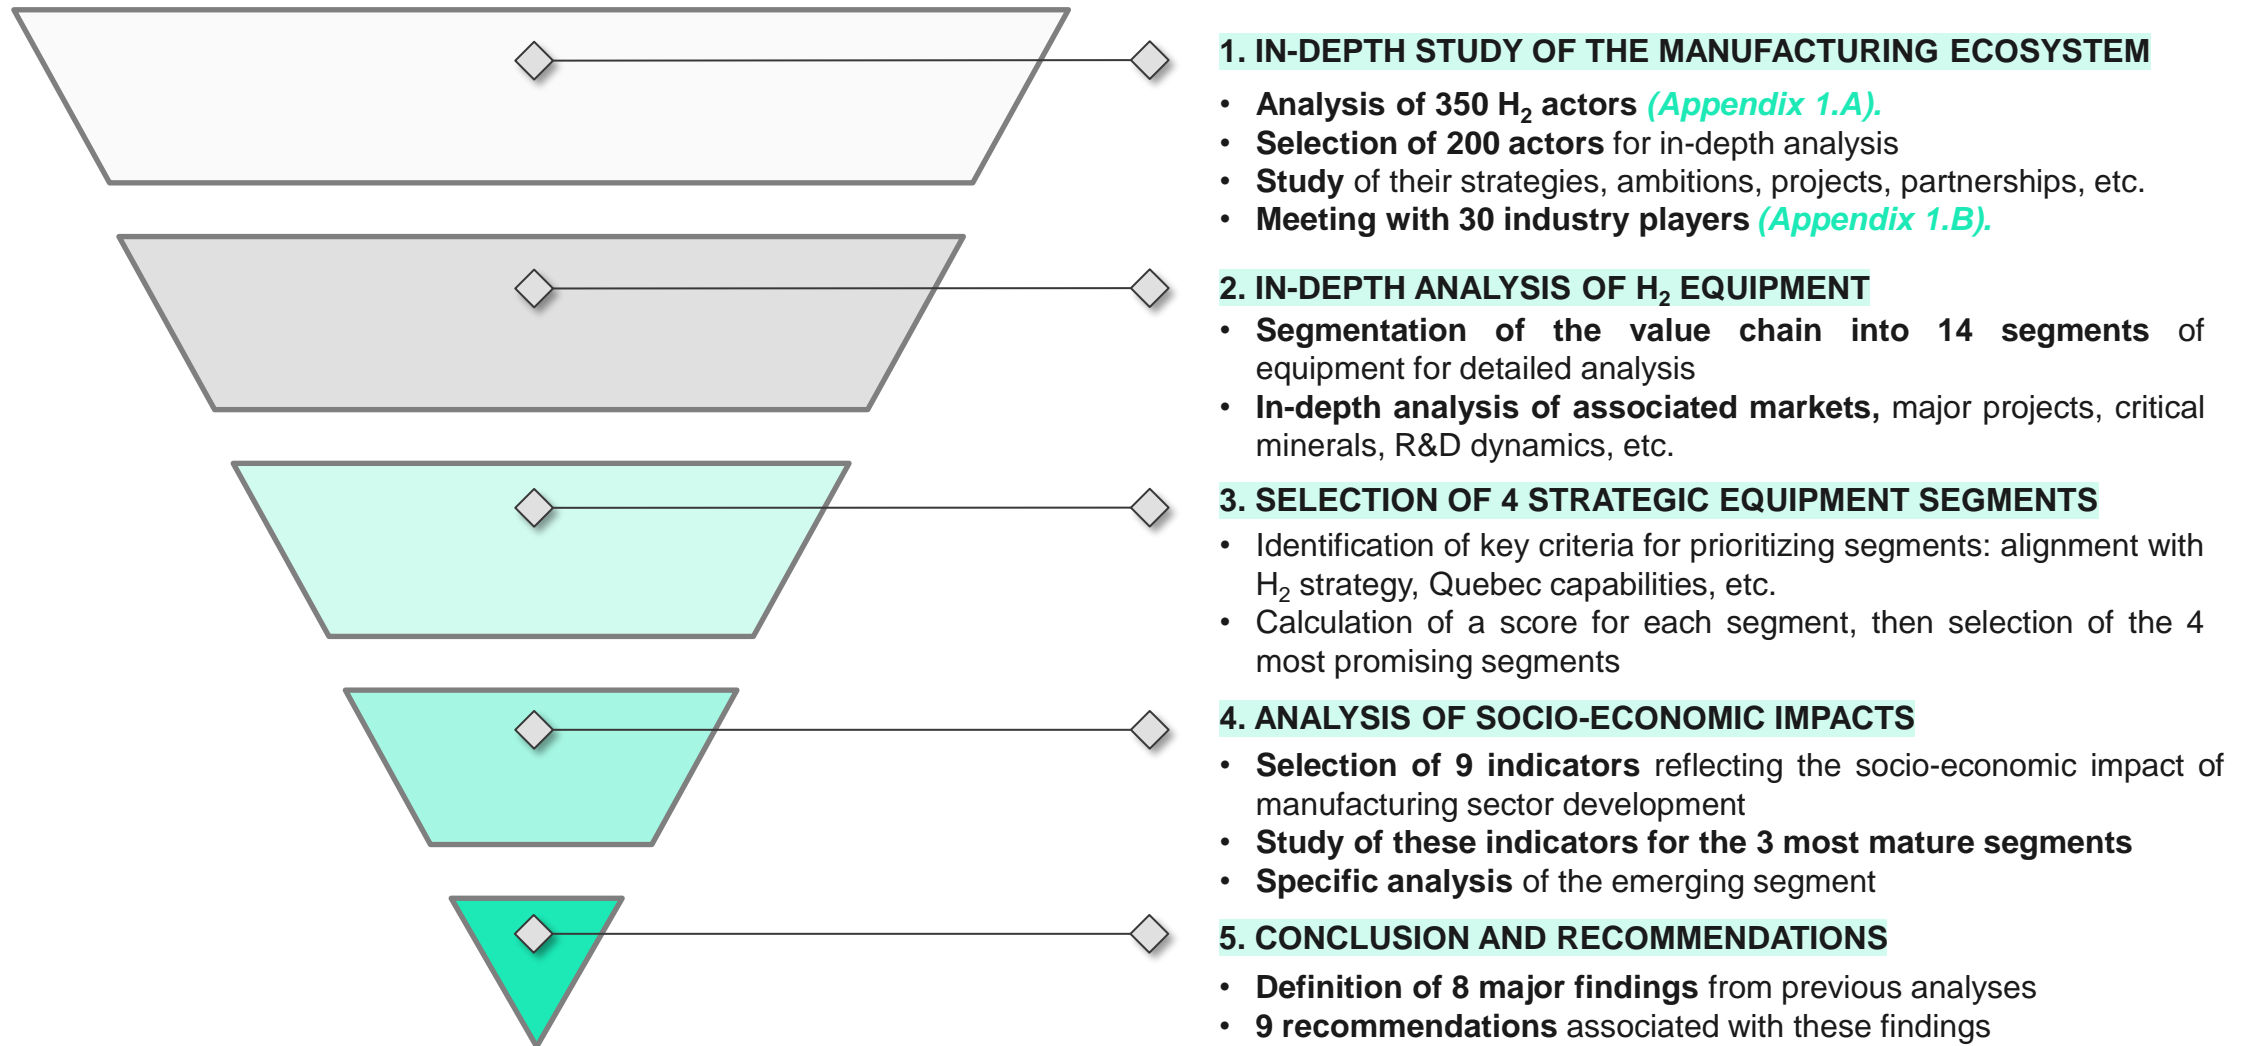 1. IN-DEPTH STUDY OF THE MANUFACTURING ECOSYSTEM
• Analysis of 350 H₂ actors (Appendix 1.A).
• Selection of 200 actors for in-depth analysis
• Study of their strategies, ambitions, projects, partnerships, etc.
• Meeting with 30 industry players (Appendix 1.B).
2. IN-DEPTH ANALYSIS OF H₂ EQUIPMENT
• Segmentation of the value chain into 14 segments of
equipment for detailed analysis
• In-depth analysis of associated markets, major projects, critical
minerals, R&D dynamics, etc.
3. SELECTION OF 4 STRATEGIC EQUIPMENT SEGMENTS
• Identification of key criteria for prioritizing segments: alignment with
H₂ strategy, Quebec capabilities, etc.
• Calculation of a score for each segment, then selection of the 4
most promising segments
4. ANALYSIS OF SOCIO-ECONOMIC IMPACTS
• Selection of 9 indicators reflecting the socio-economic impact of
manufacturing sector development
• Study of these indicators for the 3 most mature segments
• Specific analysis of the emerging segment
5. CONCLUSION AND RECOMMENDATIONS
• Definition of 8 major findings from previous analyses
• 9 recommendations associated with these findings